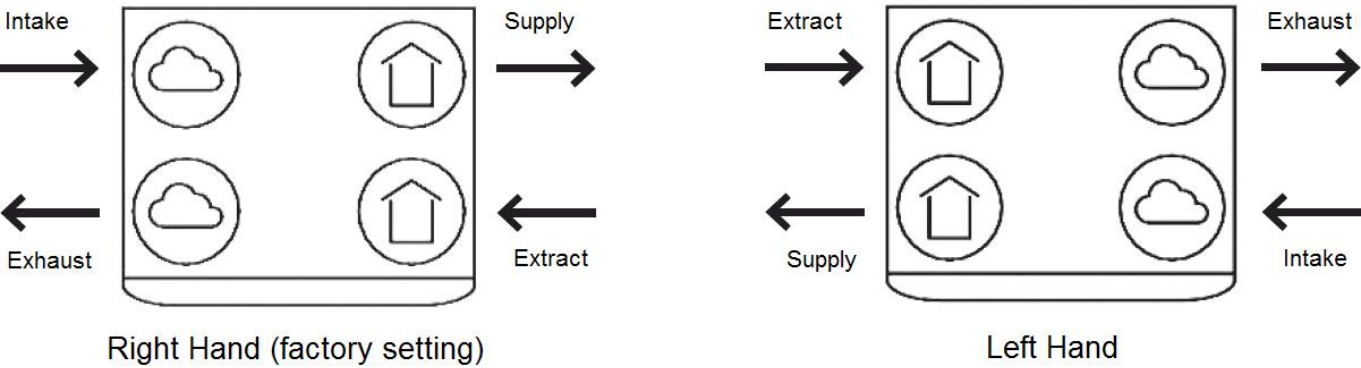 Intake
Supply
Exhaust
Extract
Right Hand (factory setting)
Extract
Exhaust
Supply
Intake
Left Hand